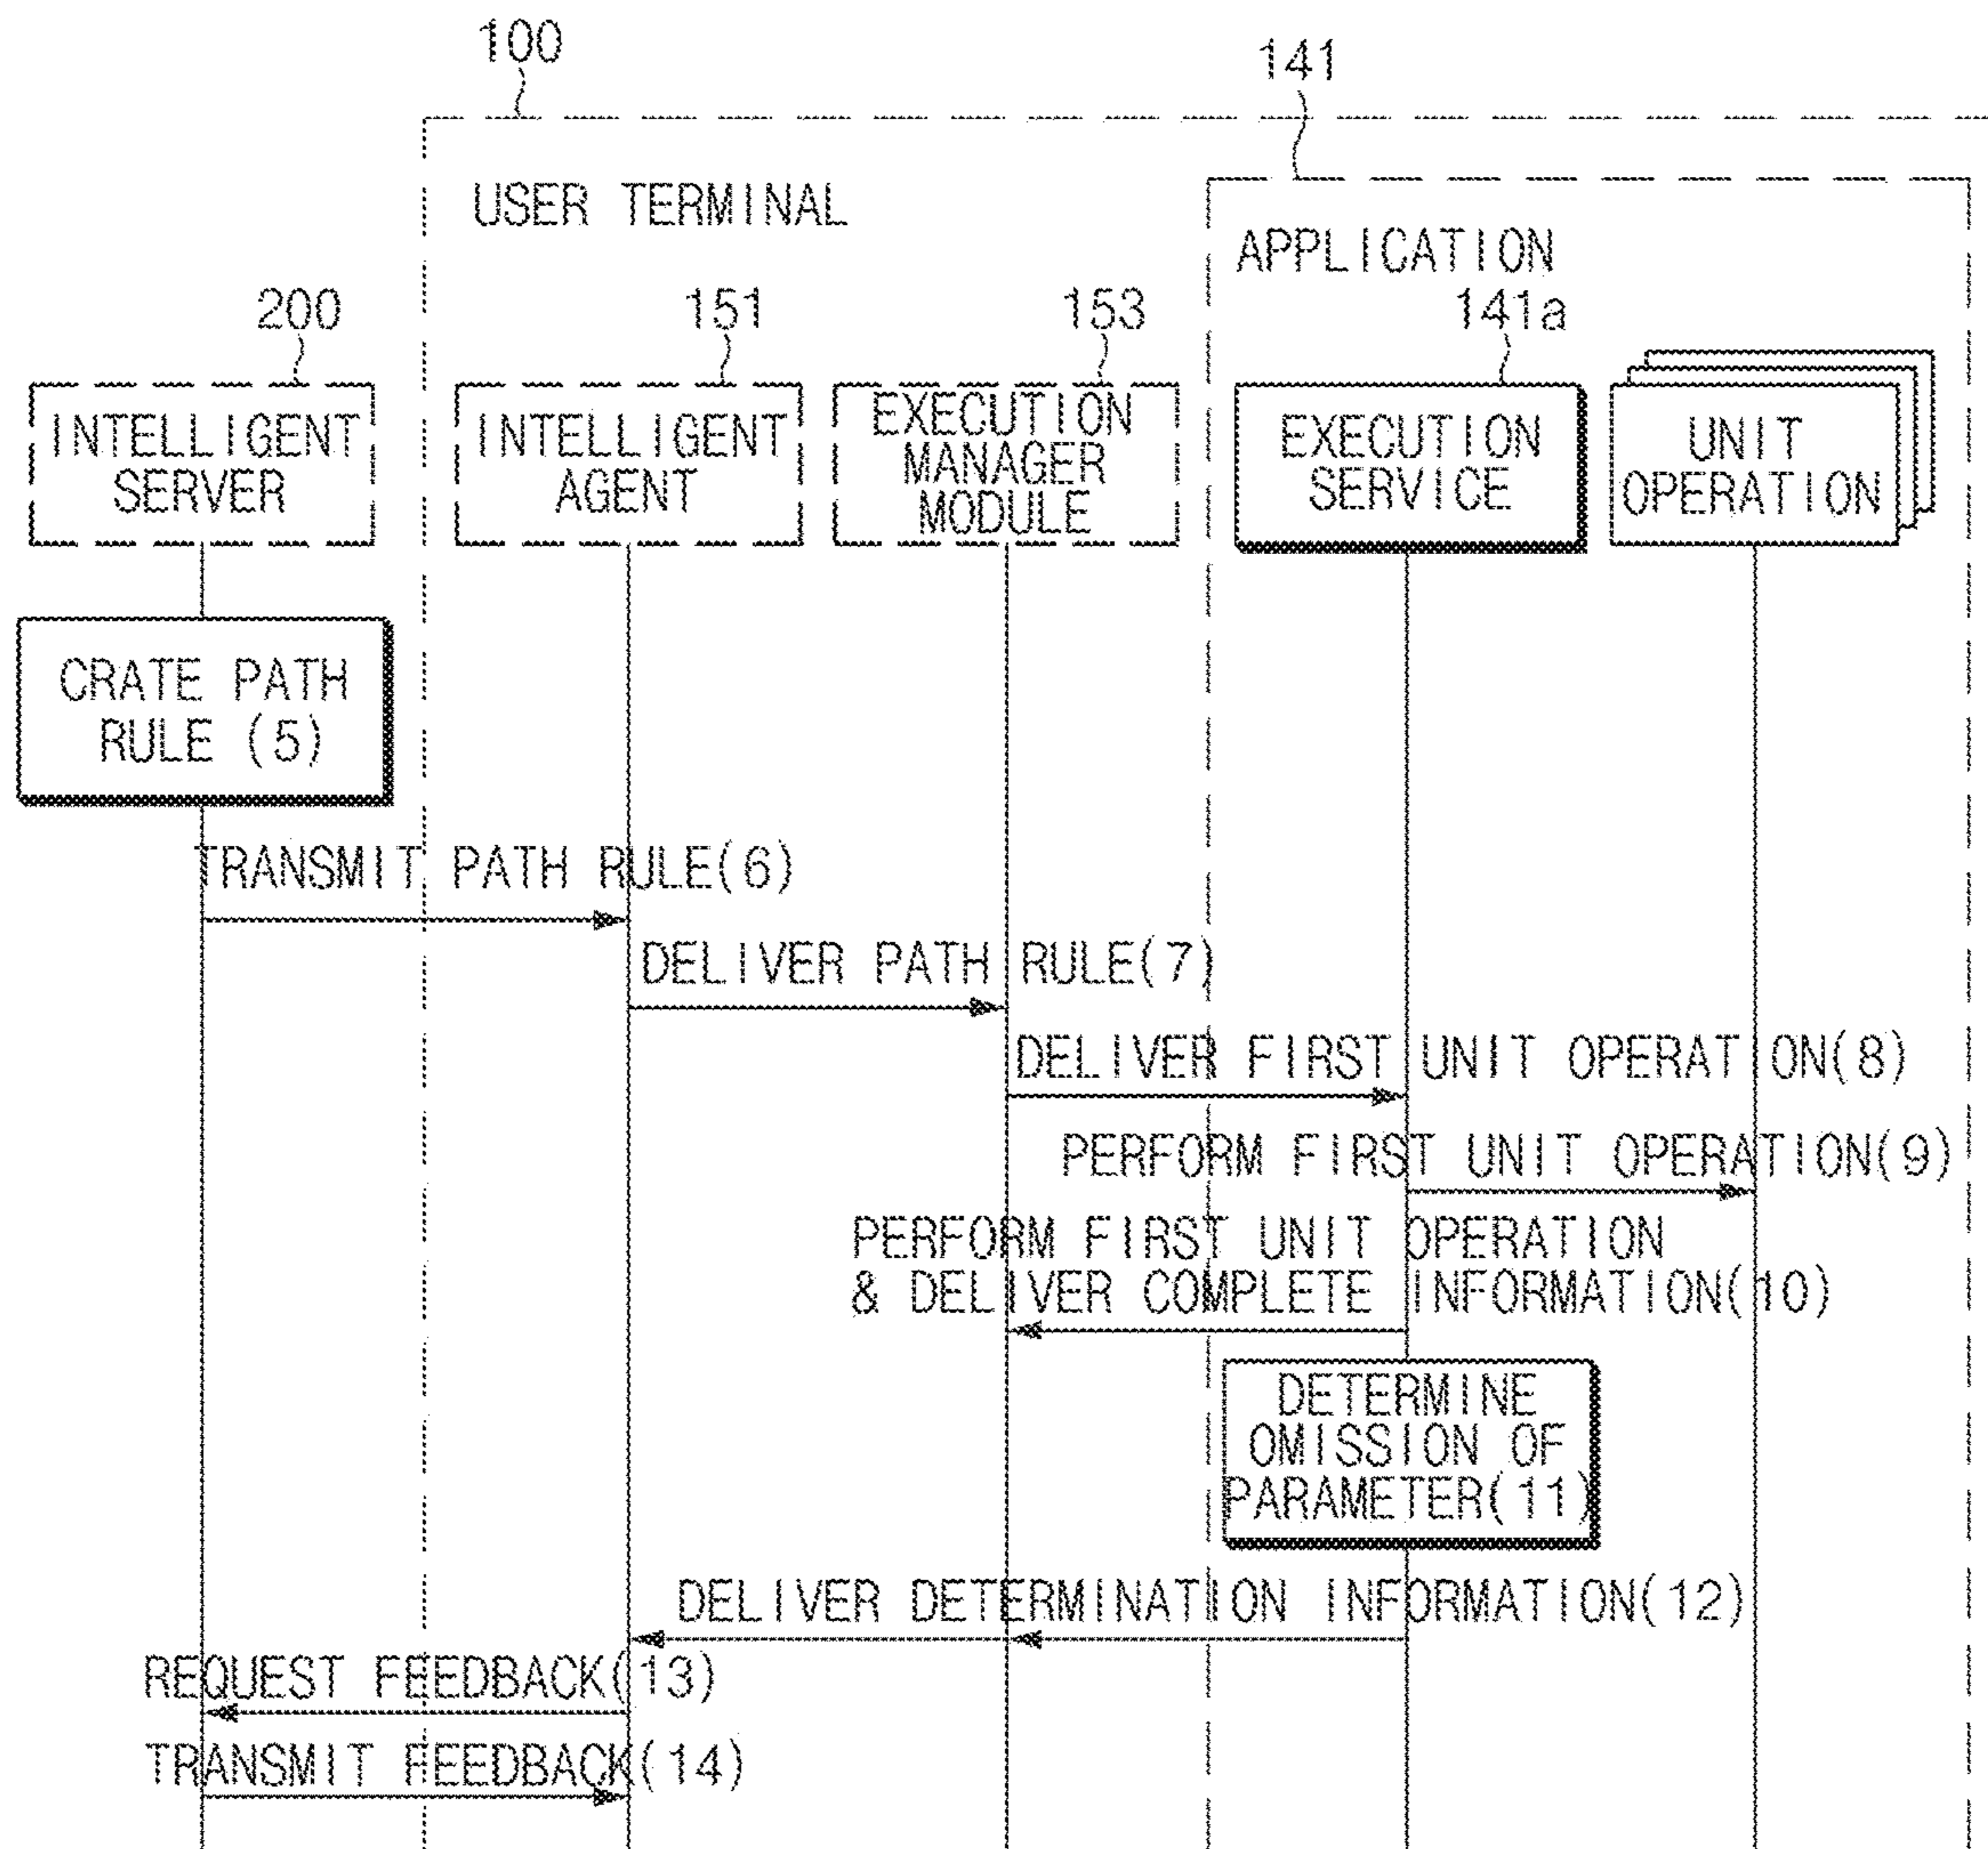 100
141
USER TERMINAL
APPLICATION
200
151
153
141a
INTELLIGENT
SERVER
INTELLIGENT
AGENT
EXECUTION
MANAGER
MODULE
EXECUTION
SERVICE
UNIT
OPERATION
CRATE PATH
RULE (5)
TRANSMIT PATH RULE(6)
DELIVER PATH RULE(7)
DELIVER FIRST UNIT OPERATION(8)
PERFORM FIRST UNIT OPERATION(9)
PERFORM FIRST UNIT OPERATION
& DELIVER COMPLETE INFORMATION(10)
DETERMINE
OMISSION OF
PARAMETER(11)
DELIVER DETERMINATION INFORMATION(12)
REQUEST FEEDBACK(13)
TRANSMIT FEEDBACK(14)